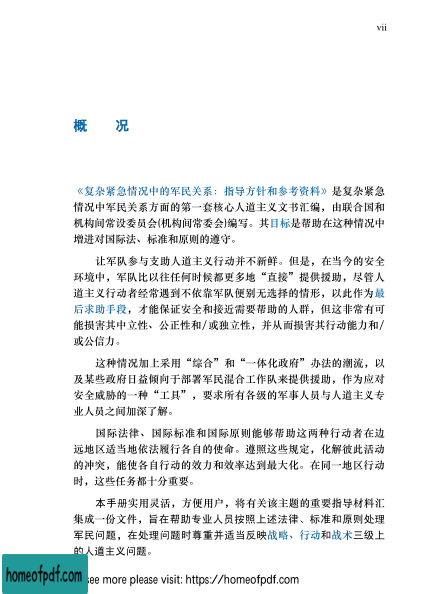 vii
概 况
《复杂紧急情况中的军民关系：指导方针和参考资料》是复杂紧急
情况中军民关系方面的第一套核心人道主义文书汇编，由联合国和
机构间常设委员会(机构间常委会)编写。其目标是帮助在这种情况中
增进对国际法、标准和原则的遵守。
让军队参与支助人道主义行动并不新鲜。但是，在当今的安全
环境中，军队比以往任何时候都更多地“直接”提供援助，尽管人
道主义行动者经常遇到不依靠军队便别无选择的情形，以此作为最
后求助手段，才能保证安全和接近需要帮助的人群，但这非常有可
能损害其中立性、公正性和/或独立性，并从而损害其行动能力和/
或公信力。
这种情况加上采用“综合”和“一体化政府”办法的潮流，以
及某些政府日益倾向于部署军民混合工作队来提供援助，作为应对
安全威胁的一种“工具”，要求所有各级的军事人员与人道主义专
业人员之间加深了解。
国际法律、国际标准和国际原则能够帮助这两种行动者在边
远地区适当地依法履行各自的使命。遵照这些规定，化解彼此活动
的冲突，能使各自行动的效力和效率达到最大化。在同一地区行动
时，这些任务都十分重要。
本手册实用灵活，方便用户，将有关该主题的重要指导材料汇
集成一份文件，旨在帮助专业人员按照上述法律、标准和原则处理
军民问题，在处理问题时尊重并适当反映战略、行动和战术三级上
的人道主义问题。
homeofpdf.com
see more please visit: https://homeofpdf.com